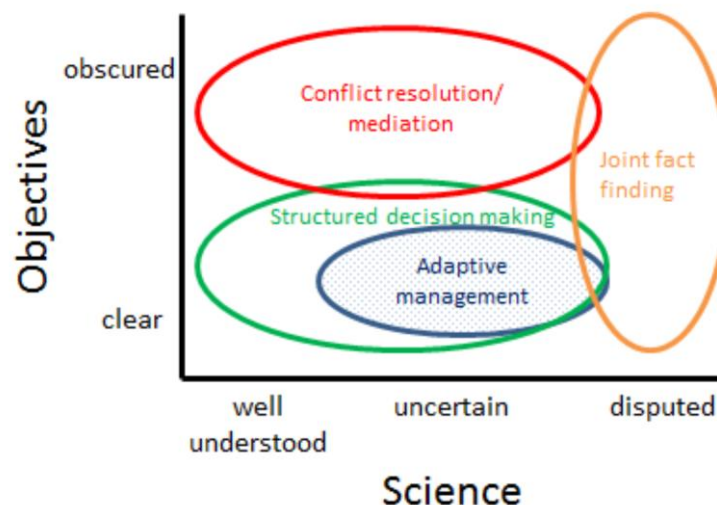 obscured
Conflict resolution/
mediation
Joint fact
finding
Structured decision making
Adaptive
management
Objectives
clear
well
understood
uncertain
disputed
Science